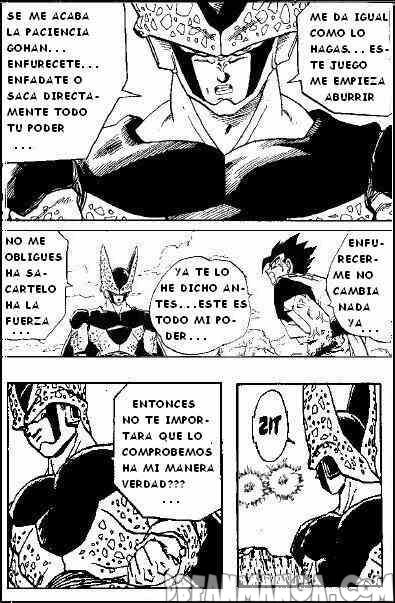 SE ME ACABA
LA PACIENCIA
GOHAN...
ENFURECETE...
ENFADATE O
SACA DIRECTA-
MENTE TODO
TU PODER
...
ME DA IGUAL
COMO LO
HAGAS... ES-
TE JUEGO
ME EMPIEZA
ABURRIR
NO ME
OBLIGUES
HA SA-
CARTELO
HA LA
FUERZA
...
YA TE LO
HE DICHO AN-
TES...ESTE ES
TODO MI PO-
DER...
ENFU-
RECER-
ME NO
CAMBIA
NADA
YA...
ENTONCES
NO TE IMPOR-
TARA QUE LO
COMPROBEMOS
HA MI MANERA
VERDAD???
...
ZIT
DBFANMANGA.COM